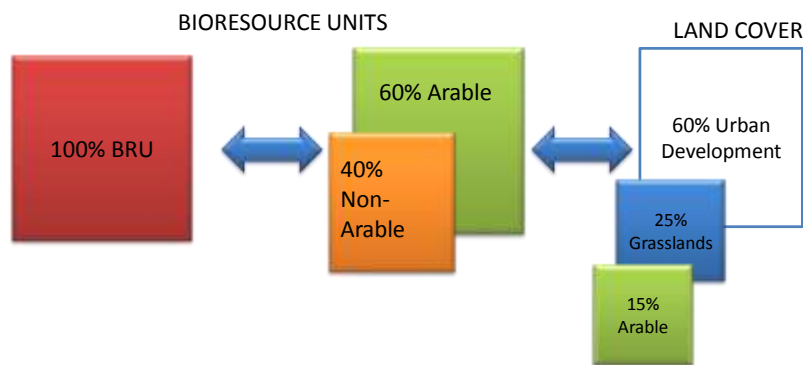 BIORESOURCE UNITS
LAND COVER
100% BRU
60% Arable
40%
Non-
Arable
60% Urban
Development
25%
Grasslands
15%
Arable